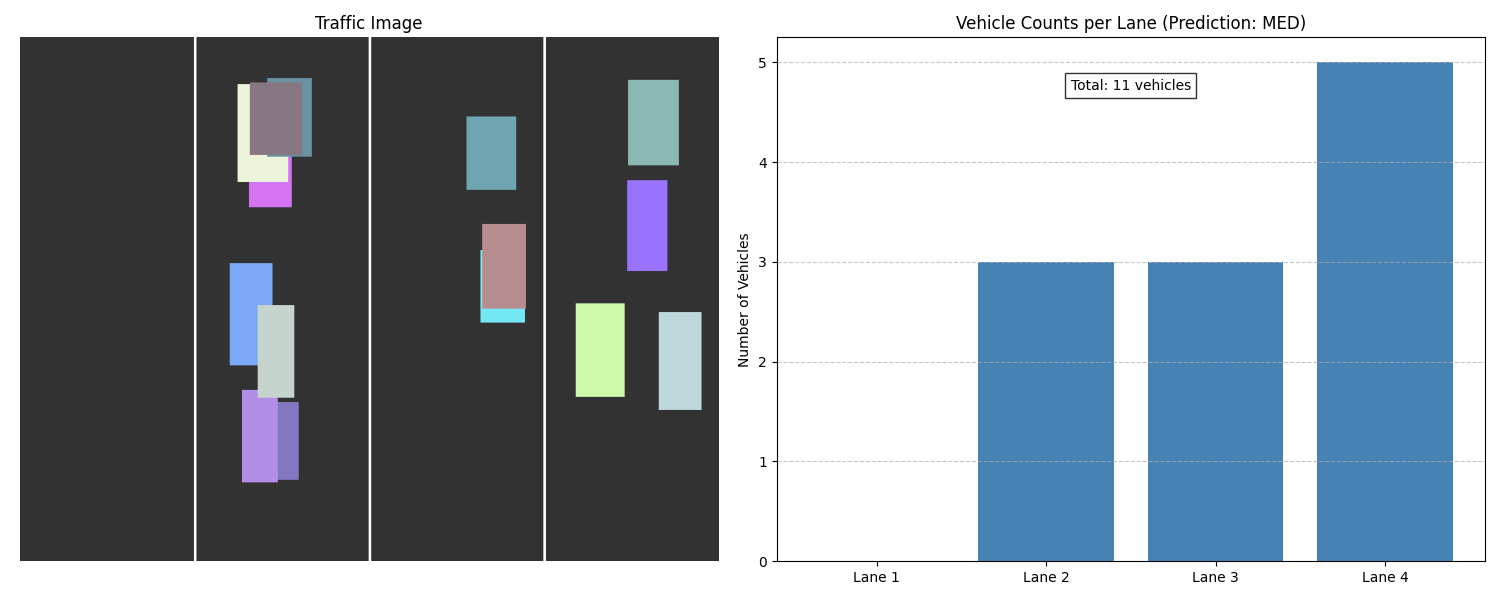 Traffic Image
Vehicle Counts per Lane (Prediction: MED)
Total: 11 vehicles
Number of Vehicles
5
4
3
2
1
0
Lane 1
Lane 2
Lane 3
Lane 4